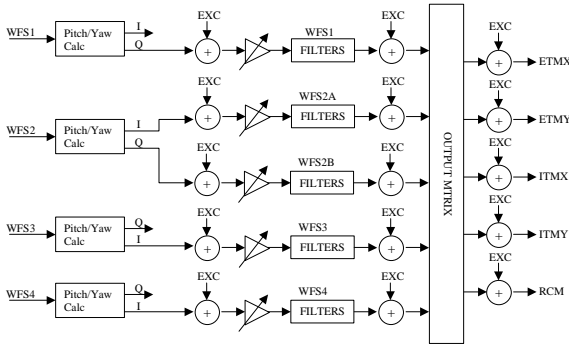 EXC
EXC
EXC
WFS1
WFS1
Pitch/Yaw
Calc
I
Q
+
FILTERS
+
+
ETMX
EXC
EXC
EXC
WFS2A
WFS2
Pitch/Yaw
Calc
I
Q
+
FILTERS
+
+
ETMY
EXC
EXC
EXC
WFS2B
+
FILTERS
+
+
ITMX
OUTPUT MTRIX
EXC
EXC
EXC
WFS3
WFS3
Pitch/Yaw
Calc
Q
I
+
FILTERS
+
+
ITMY
EXC
EXC
EXC
WFS4
WFS4
Pitch/Yaw
Calc
Q
I
+
FILTERS
+
+
RCM